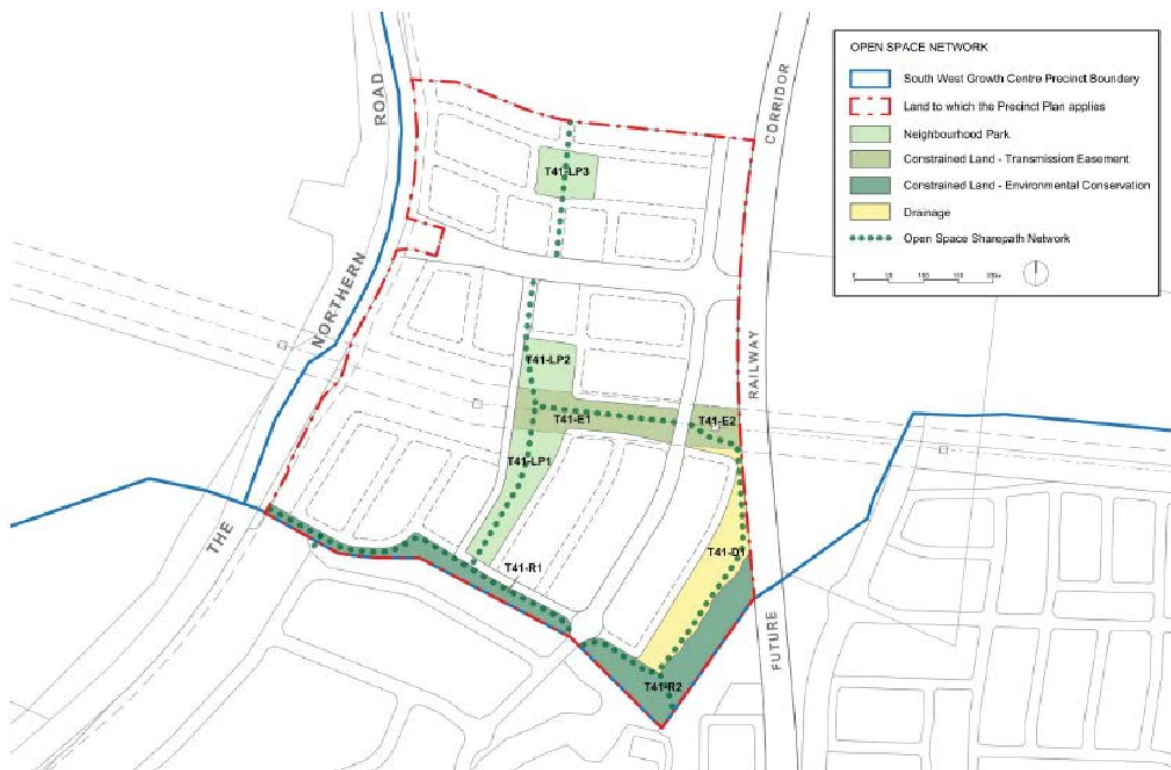 OPEN SPACE NETWORK
South West Growth Centre Precinct Boundary
Land to which the Precinct Plan applies
Neighbourhood Park
Constrained Land - Transmission Easement
Constrained Land - Environmental Conservation
Drainage
Open Space Sharepath Network
THE
NORTHERN
ROAD
FUTURE
RAILWAY
CORRIDOR
T41-LP3
T41-LP2
T41-E1
T41-E2
T41-LP1
T41-D1
T41-R1
T41-R2